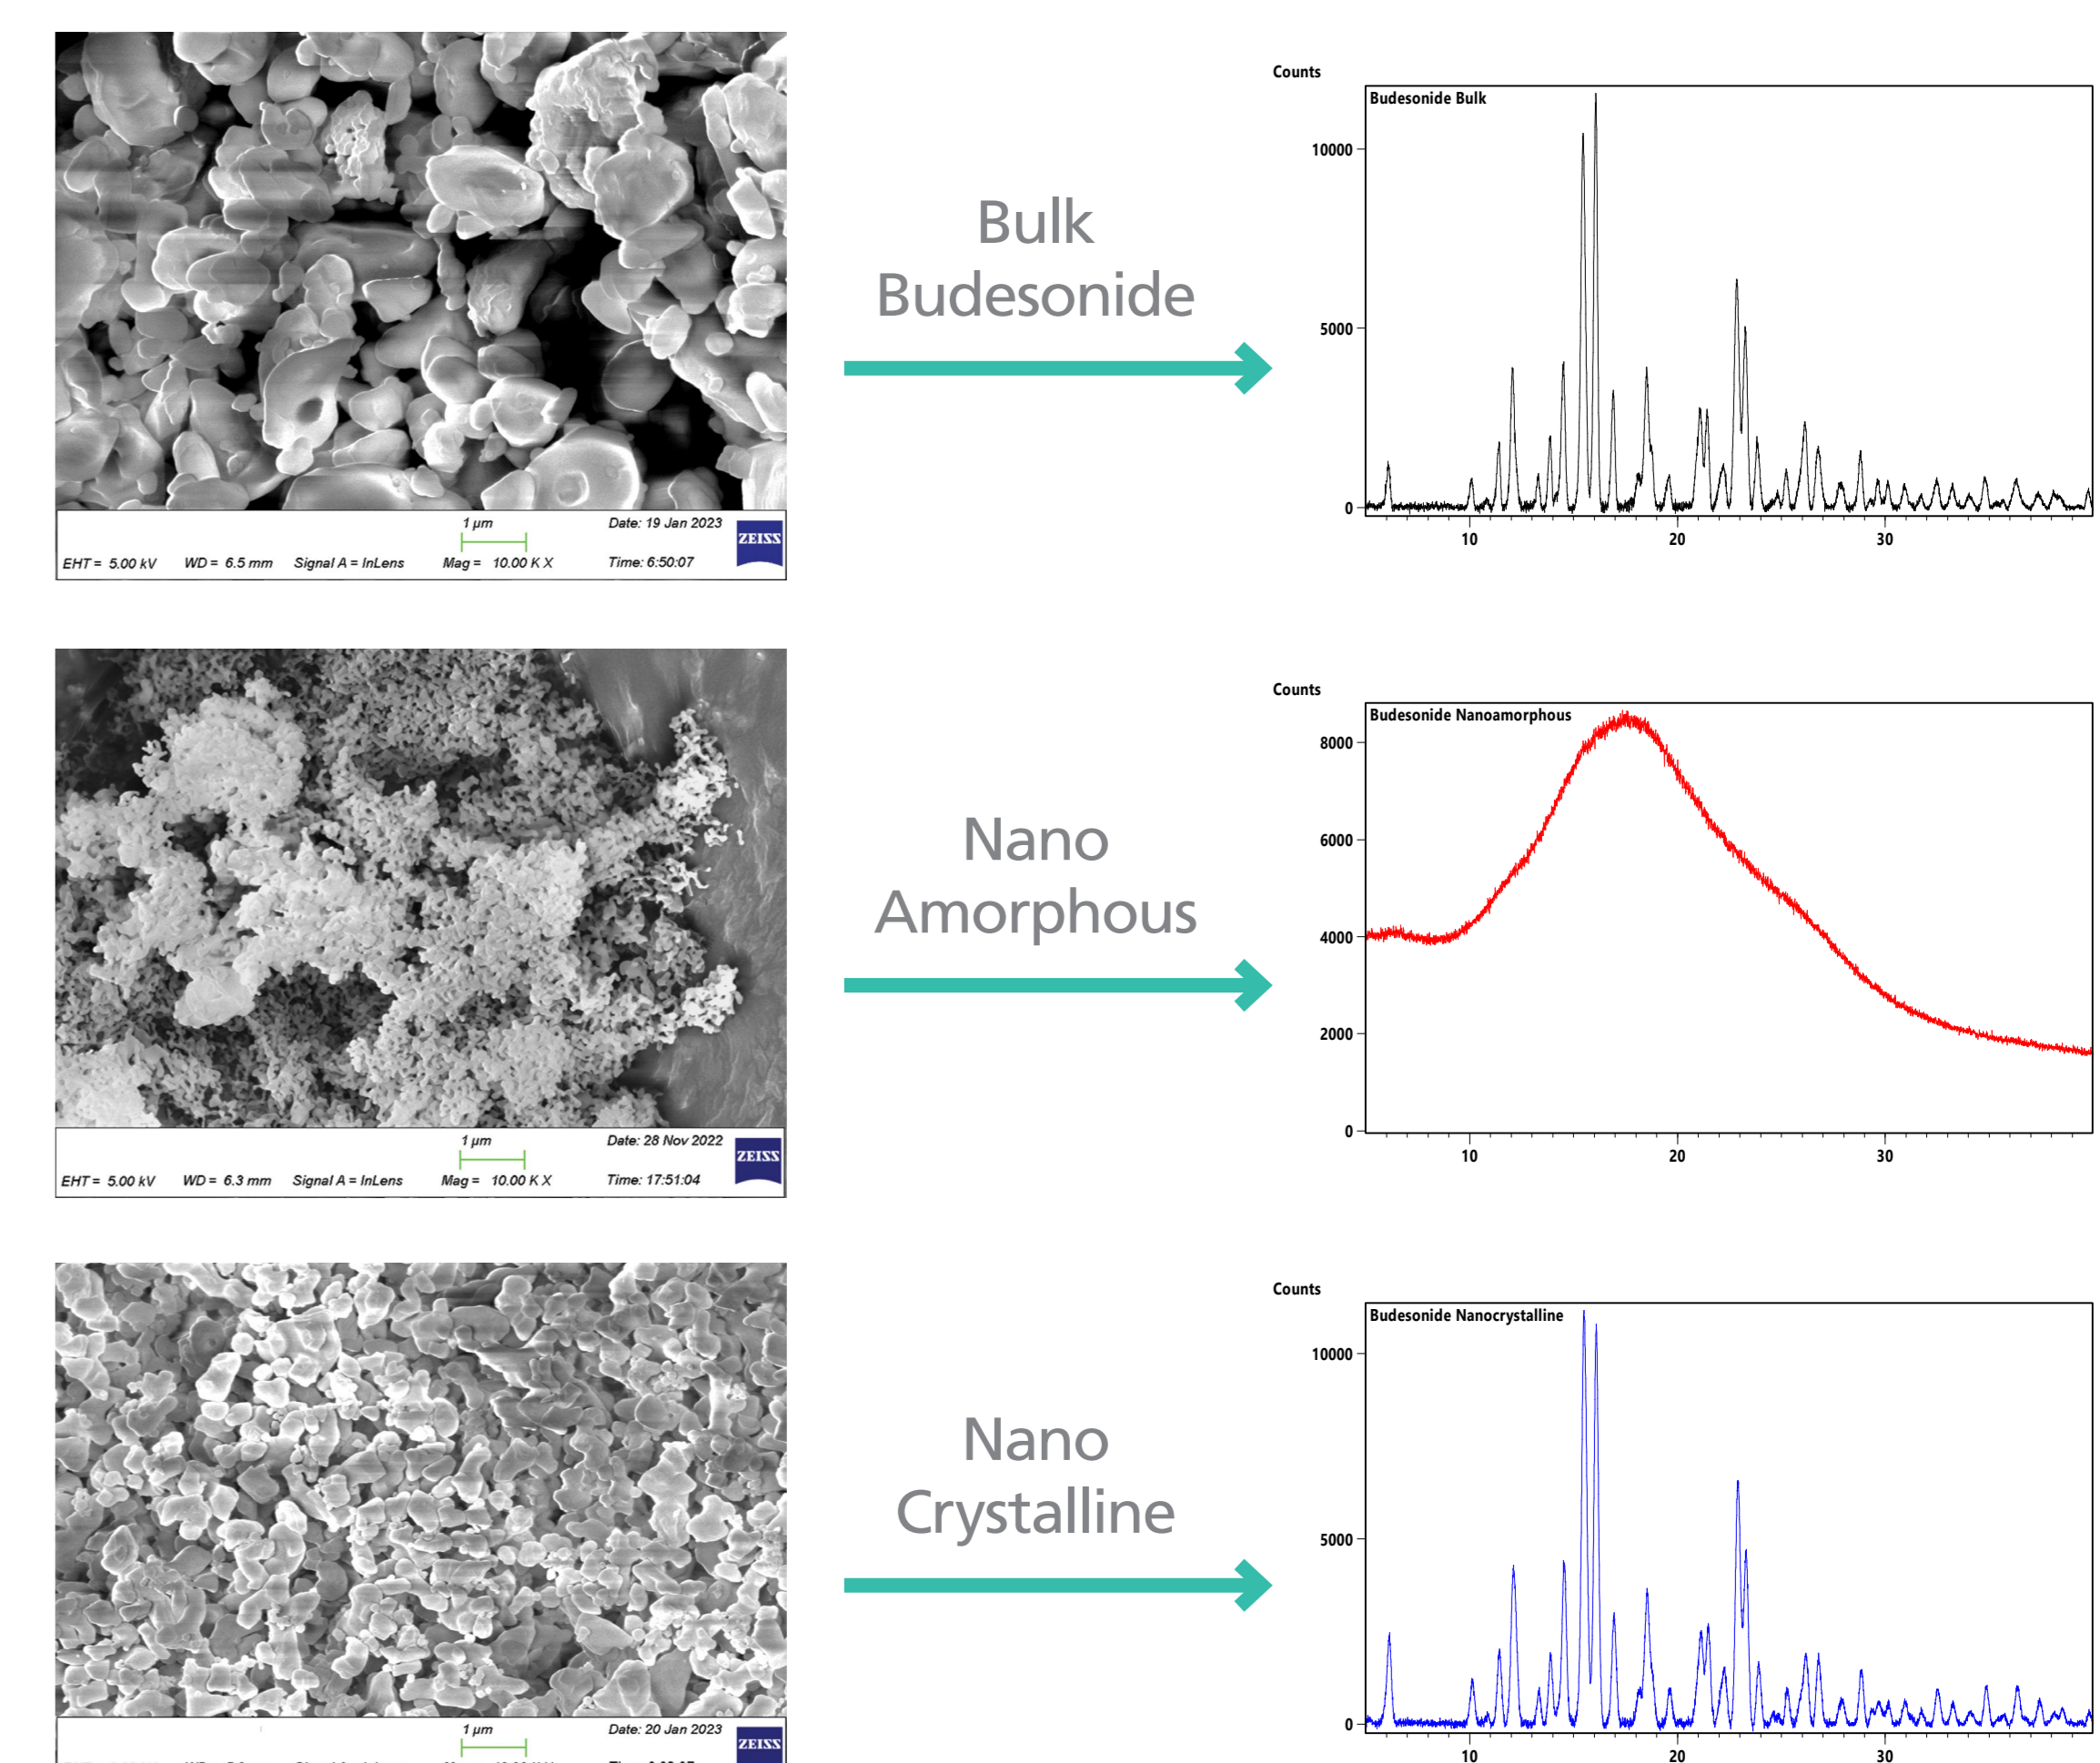 Counts
Budesonide Bulk
10000
5000
0
10 20 30
Bulk
Budesonide
1 µm
Date: 19 Jan 2023
ZEISS
EHT = 5.00 kV WD = 6.5 mm Signal A = InLens Mag = 10.00 K X Time: 6:50:07
Counts
Budesonide Nanoamorphous
8000
6000
4000
2000
0
10 20 30
Nano
Amorphous
1 µm
Date: 28 Nov 2022
ZEISS
EHT = 5.00 kV WD = 6.3 mm Signal A = InLens Mag = 10.00 K X Time: 17:51:04
Counts
Budesonide Nanocrystalline
10000
5000
0
10 20 30
Nano
Crystalline
1 µm
Date: 20 Jan 2023
ZEISS